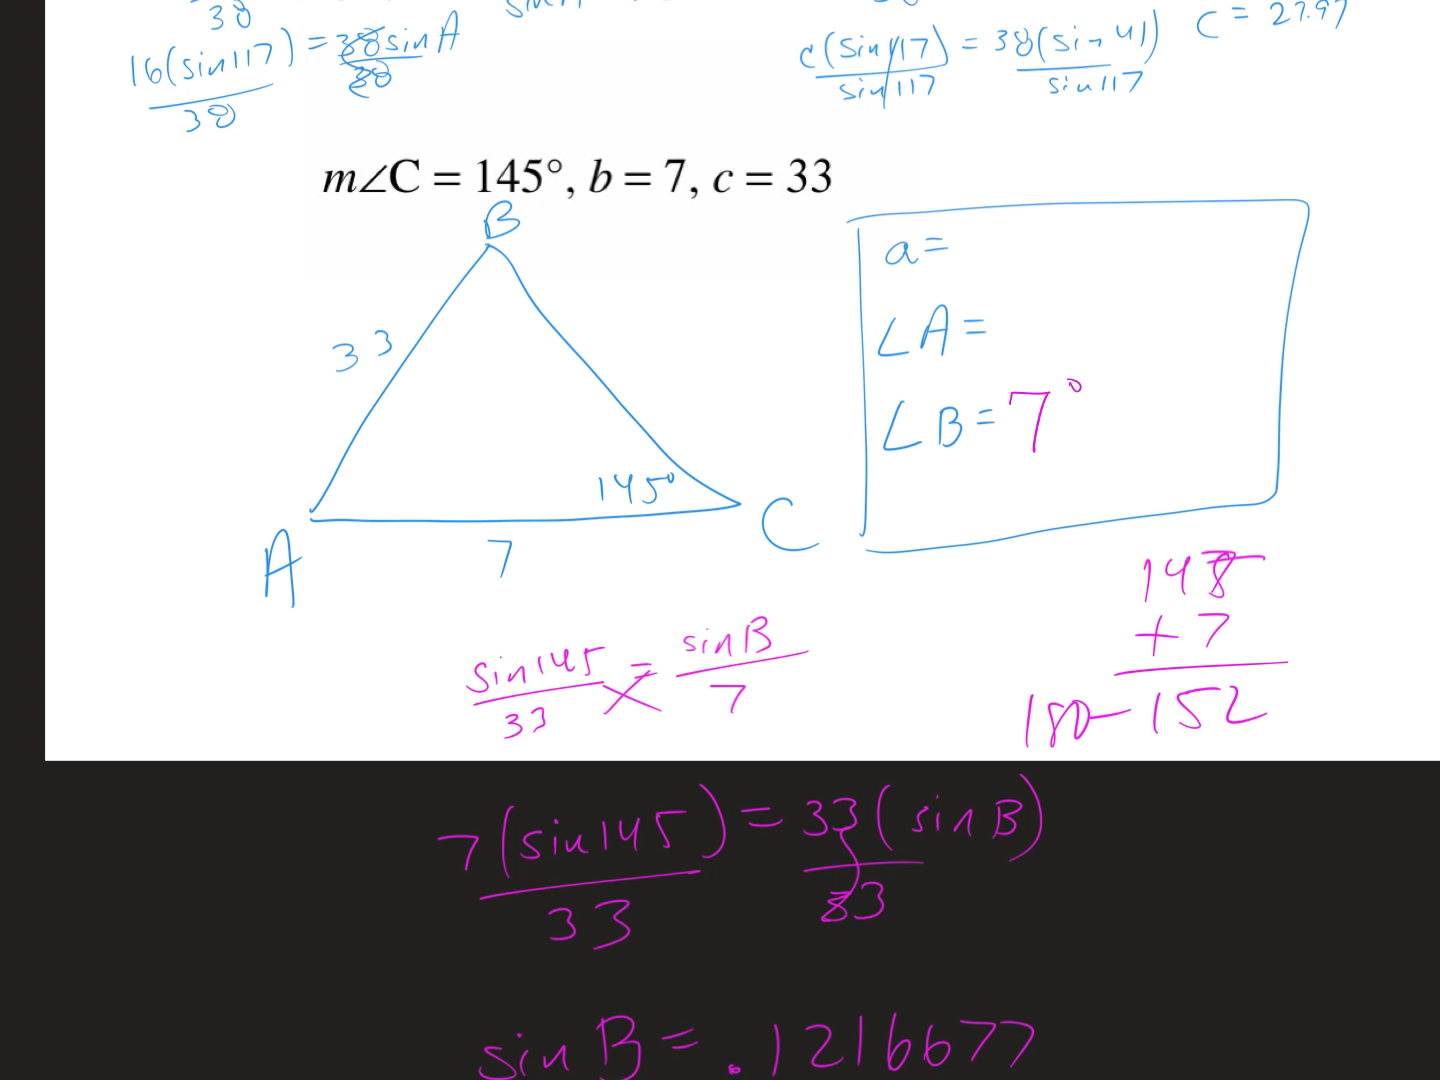 38
16(sin117) = 38sinA
38 38
c(sin117) = 38(sin41) C = 27.97
sin117 sin117
m∠C = 145°, b = 7, c = 33
B
a=
33
∠A=
∠B= 7°
145°
A
C
7
145
+7
180-152
sin145 = sinB
33 7
7(sin145) = 33(sinB)
33 33
sinB = .1216677